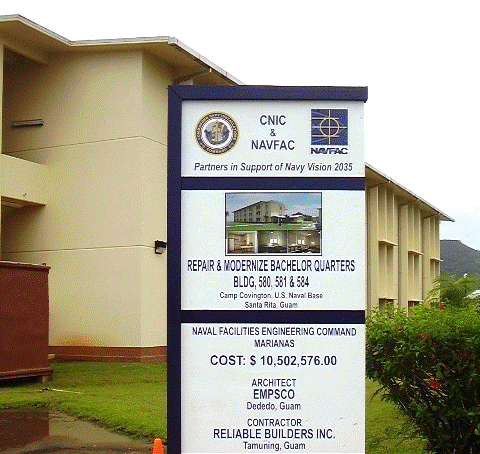 CNIC
&
NAVFAC
NAVFAC
Partners in Support of Navy Vision 2035
REPAIR & MODERNIZE BACHELOR QUARTERS
BLDG, 580, 581 & 584
Camp Covington, U.S. Naval Base
Santa Rita, Guam
NAVAL FACILITIES ENGINEERING COMMAND
MARIANAS
COST: $ 10,502,576.00
ARCHITECT
EMPSCO
Dededo, Guam
CONTRACTOR
RELIABLE BUILDERS INC.
Tamuning, Guam